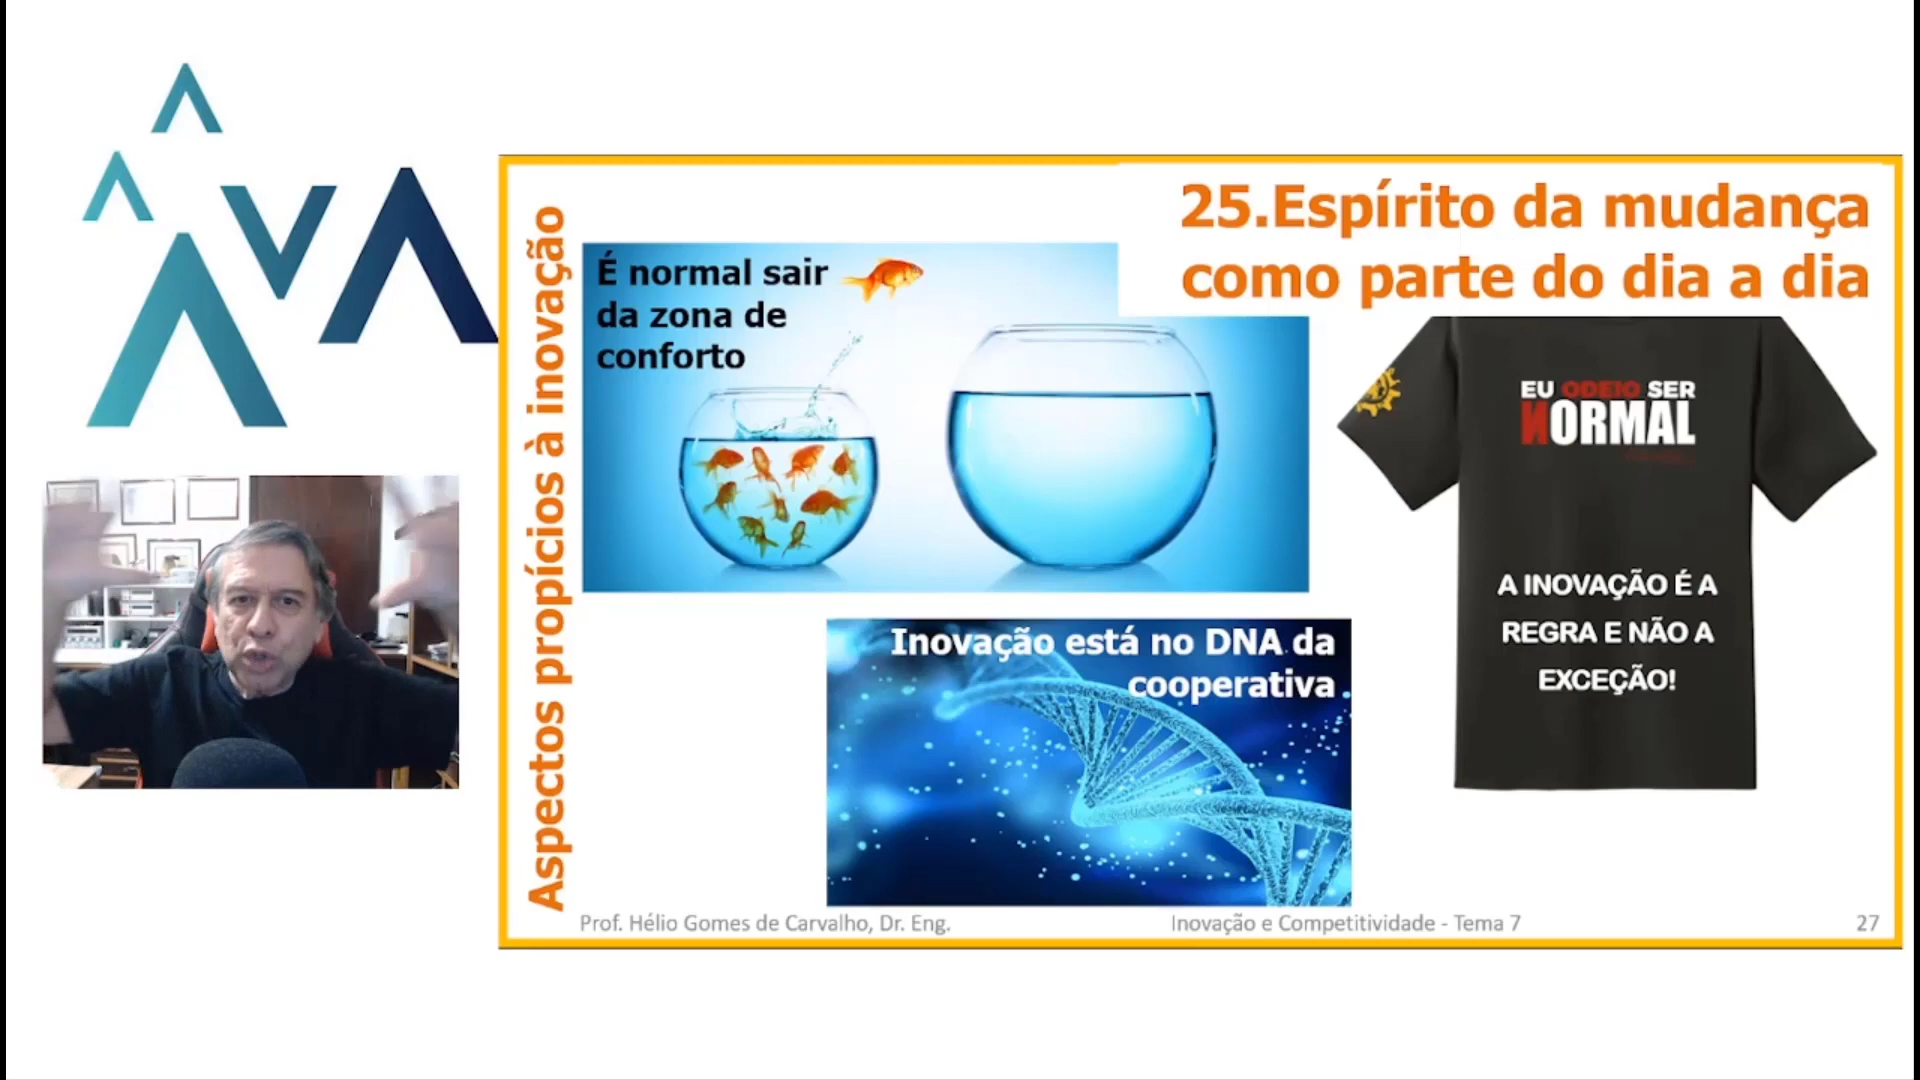 25.Espírito da mudança
como parte do dia a dia
Aspectos propícios à inovação
É normal sair
da zona de
conforto
EU ODEIO SER
NORMAL
A INOVAÇÃO É A
REGRA E NÃO A
EXCEÇÃO!
Inovação está no DNA da
cooperativa
Prof. Hélio Gomes de Carvalho, Dr. Eng.
Inovação e Competitividade - Tema 7
27